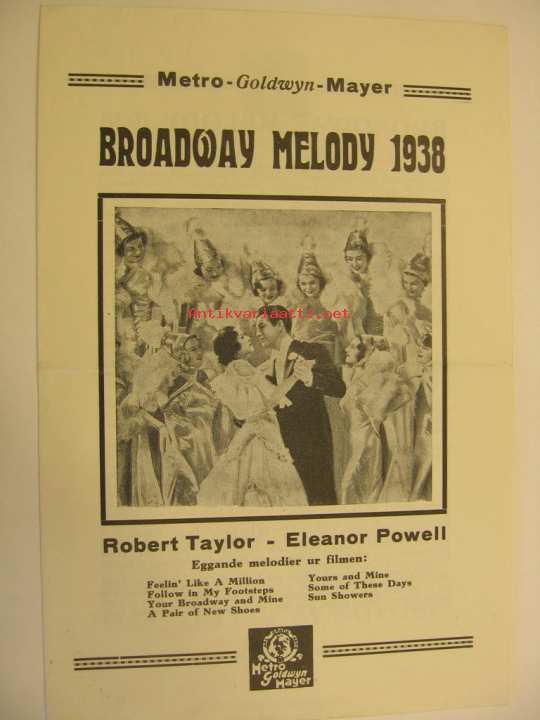 Metro-Goldwyn-Mayer
BROADWAY MELODY 1938
Antikvariaatti.net
Robert Taylor - Eleanor Powell
Eggande melodier ur filmen:
Feelin' Like A Million
Follow in My Footsteps
Your Broadway and Mine
A Pair of New Shoes
Yours and Mine
Some of These Days
Sun Showers
Metro
Goldwyn
Mayer